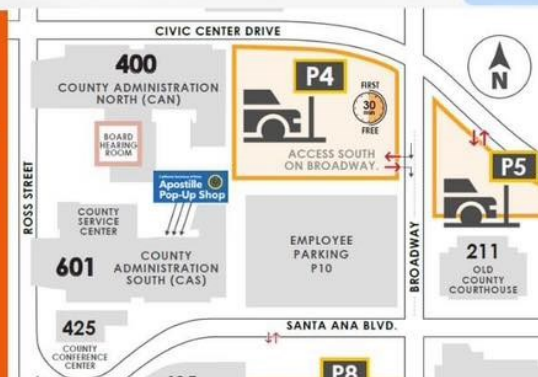 CIVIC CENTER DRIVE
400
COUNTY ADMINISTRATION
NORTH (CAN)
P4
FIRST
30
min
FREE
N
BOARD
HEARING
ROOM
ACCESS SOUTH
ON BROADWAY.
P5
ROSS STREET
Apostille
Pop-Up Shop
COUNTY
SERVICE
CENTER
601
COUNTY
ADMINISTRATION
SOUTH (CAS)
EMPLOYEE
PARKING
P10
BROADWAY
211
OLD
COUNTY
COURTHOUSE
425
COUNTY
CONFERENCE
CENTER
SANTA ANA BLVD.
P8